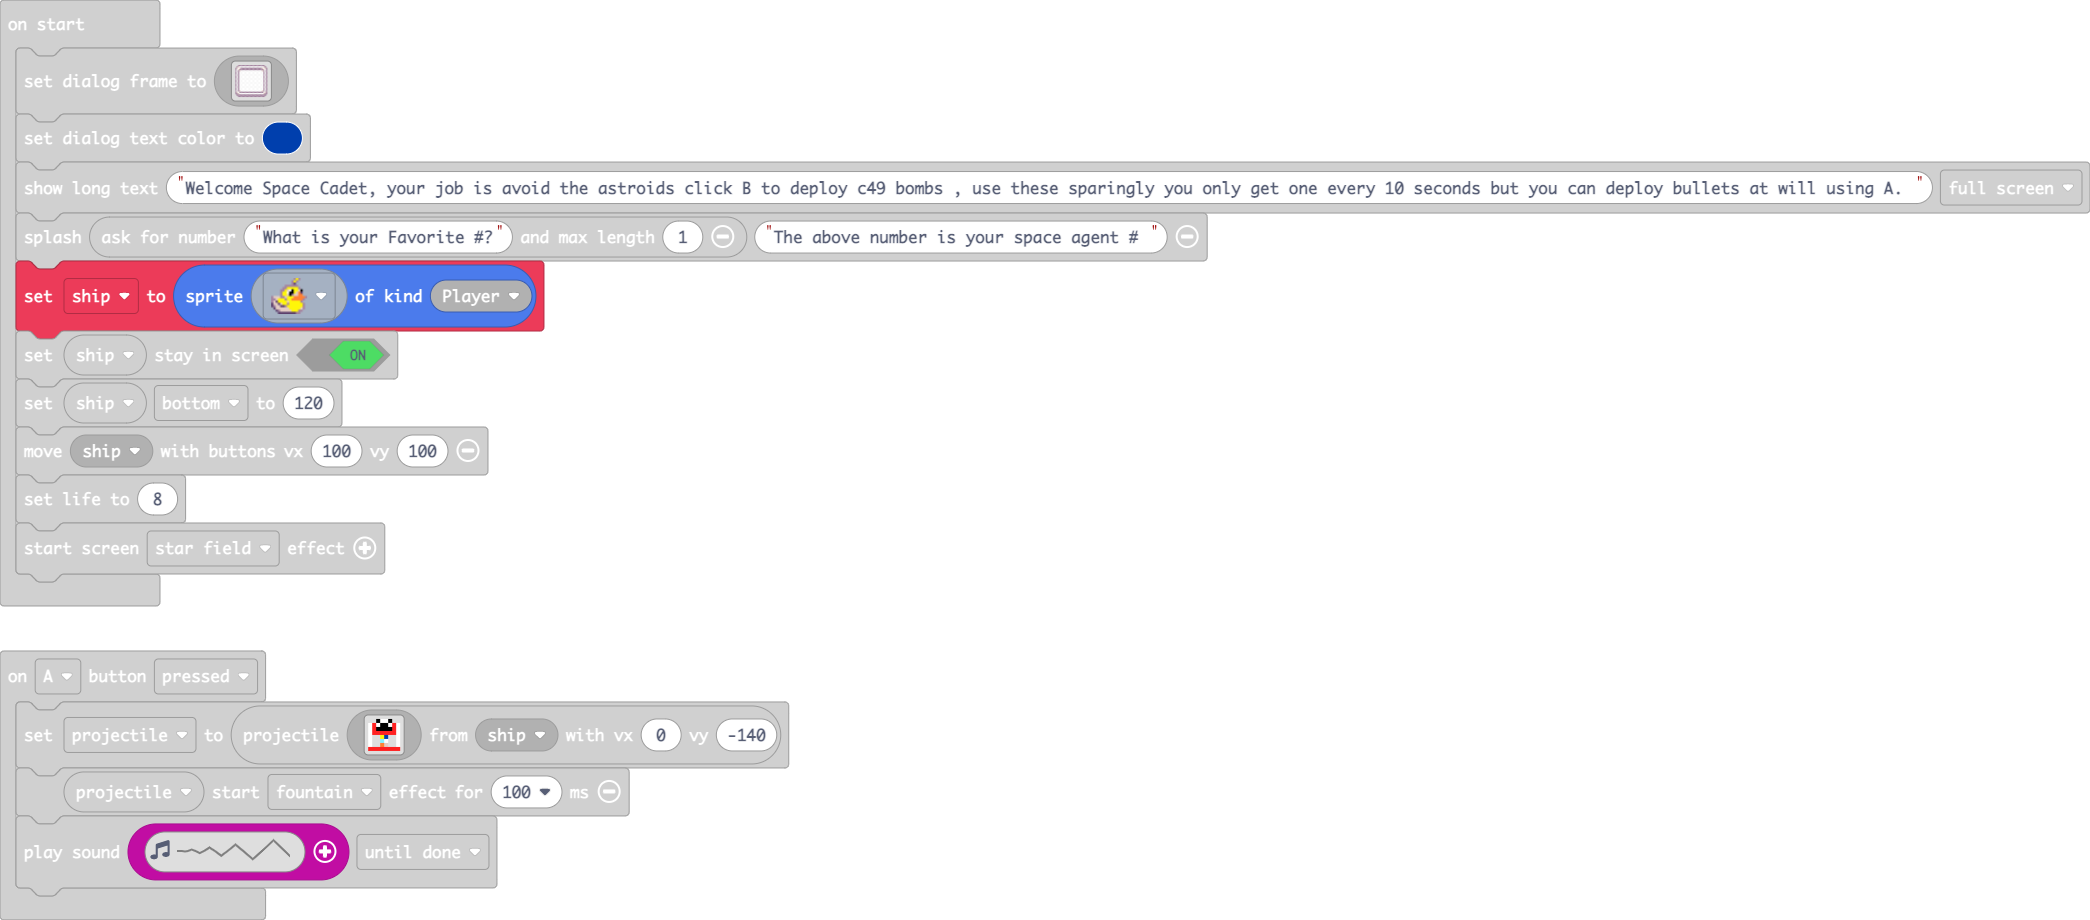 on start
set dialog frame to
set dialog text color to
show long text "Welcome Space Cadet, your job is avoid the astroids click B to deploy c49 bombs , use these sparingly you only get one every 10 seconds but you can deploy bullets at will using A. " full screen
splash ask for number "What is your Favorite #?" and max length 1 "The above number is your space agent # "
set ship to sprite of kind Player
set ship stay in screen ON
set ship bottom to 120
move ship with buttons vx 100 vy 100
set life to 8
start screen star field effect
on A button pressed
set projectile to projectile from ship with vx 0 vy -140
projectile start fountain effect for 100 ms
play sound until done